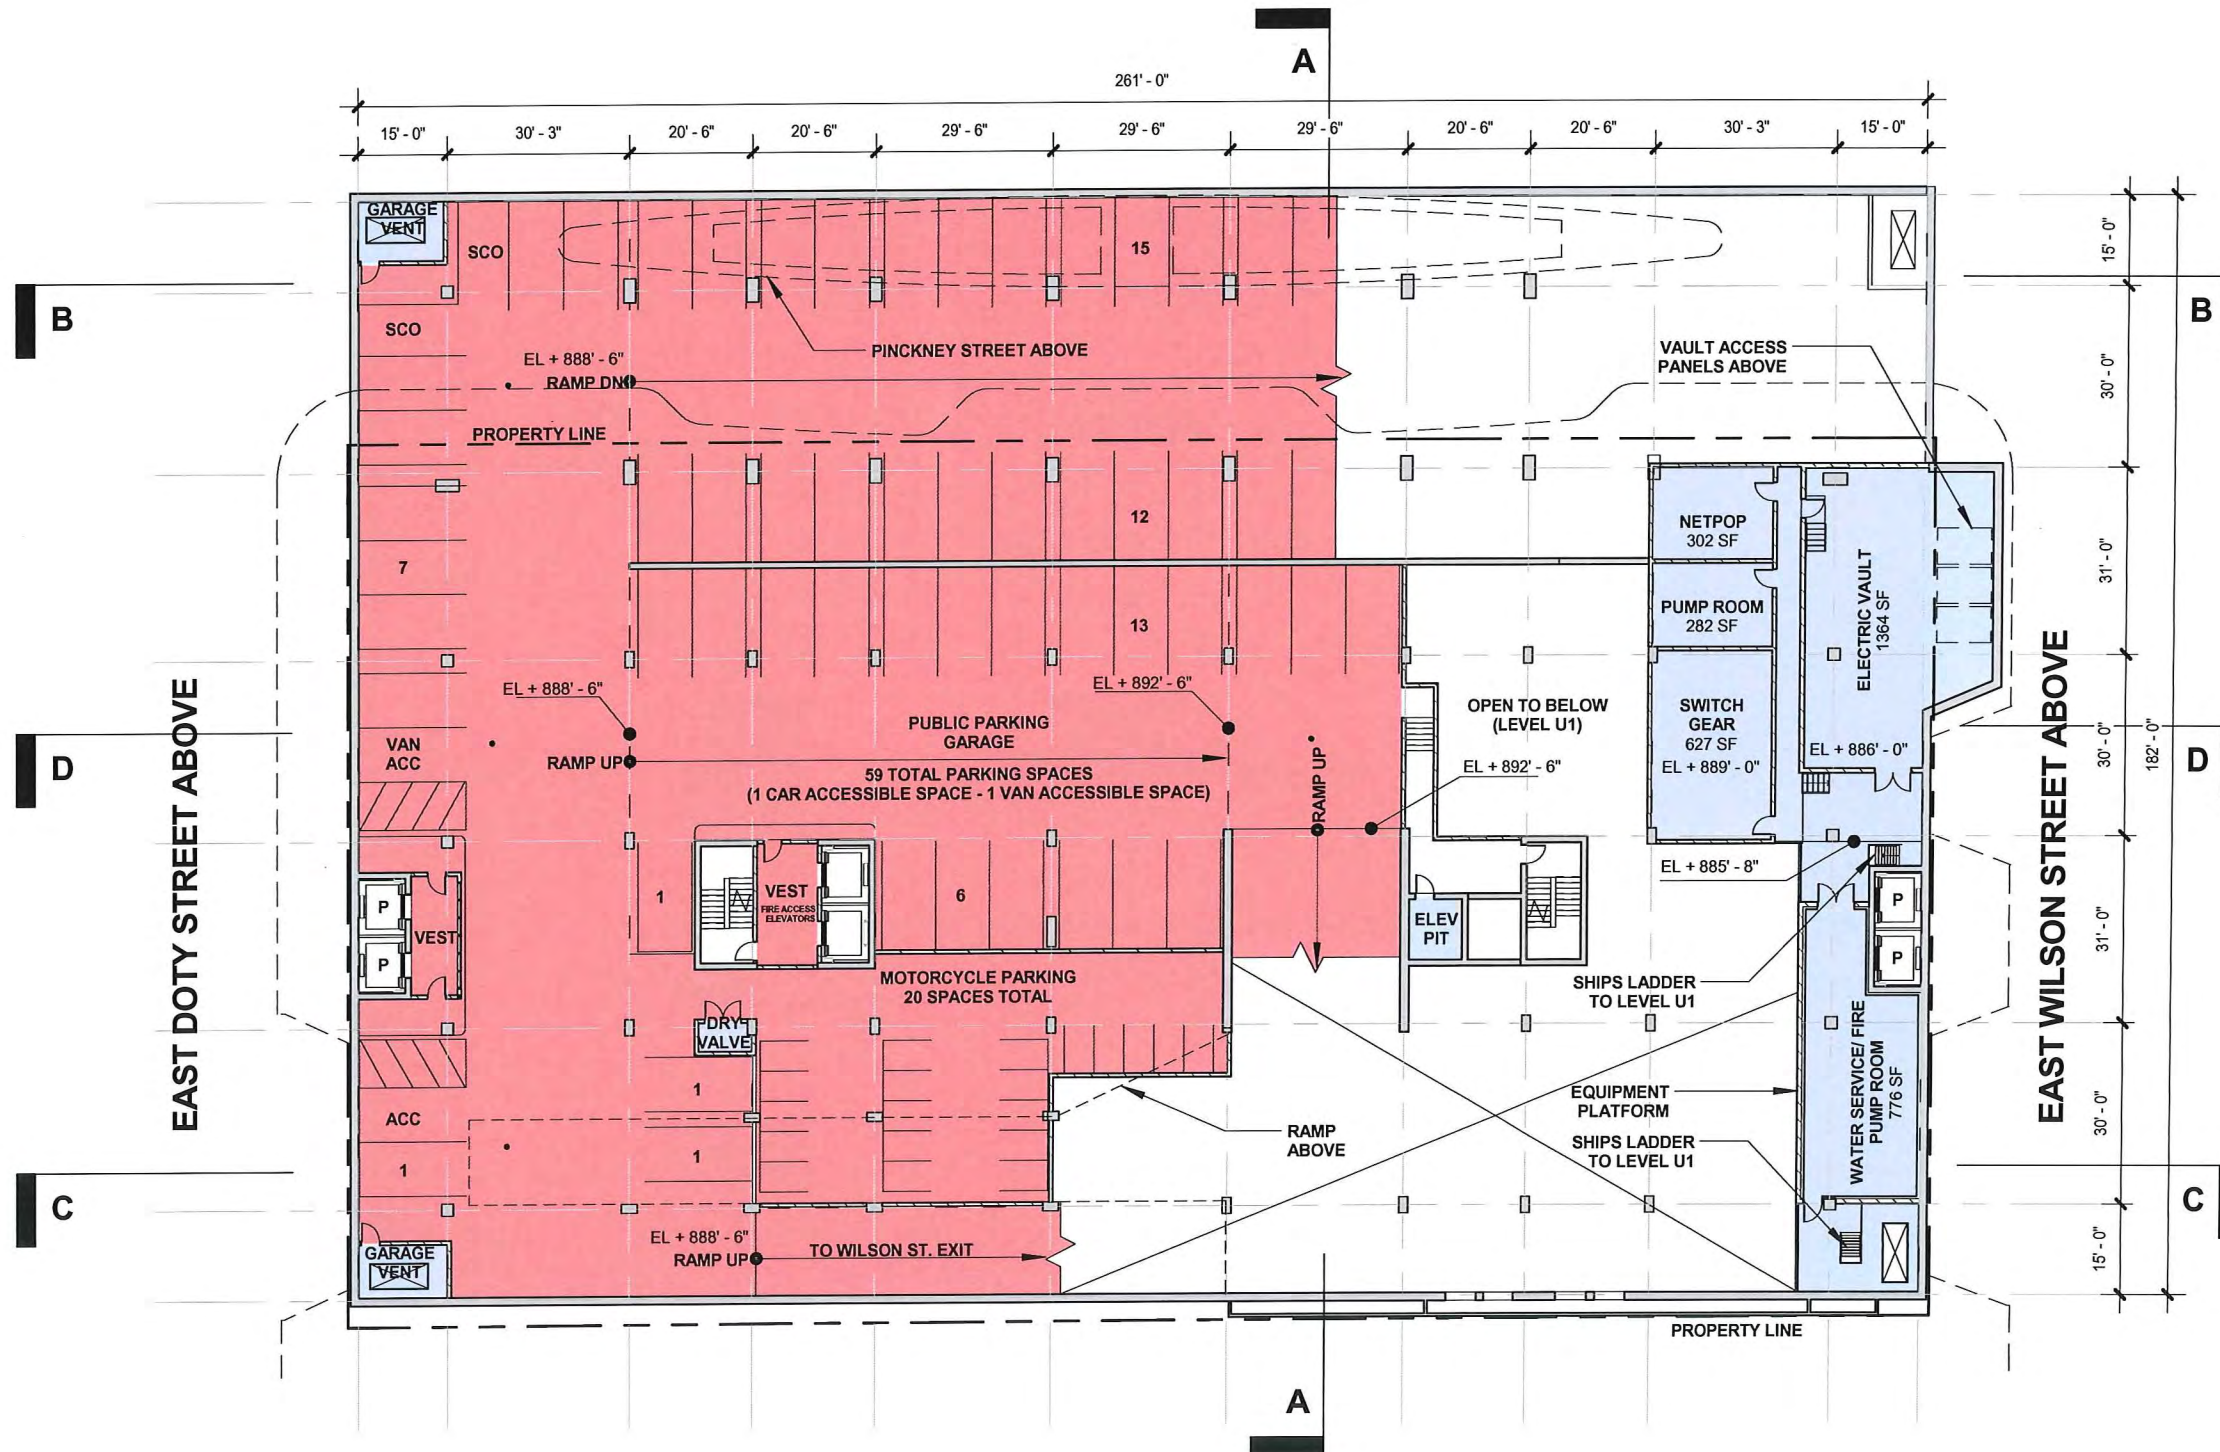 A
261' - 0"
15' - 0"
30' - 3"
20' - 6"
20' - 6"
29' - 6"
29' - 6"
29' - 6"
20' - 6"
20' - 6"
30' - 3"
15' - 0"
GARAGE
VENT
SCO
15
15' - 0"
B
SCO
B
EL + 888' - 6"
RAMP DN
PINCKNEY STREET ABOVE
VAULT ACCESS
PANELS ABOVE
30' - 0"
PROPERTY LINE
7
12
NETPOP
302 SF
31' - 0"
13
PUMP ROOM
282 SF
ELECTRIC VAULT
1364 SF
EAST DOTY STREET ABOVE
EL + 888' - 6"
EL + 892' - 6"
VAN
ACC
PUBLIC PARKING
GARAGE
OPEN TO BELOW
(LEVEL U1)
SWITCH
GEAR
627 SF
EL + 889' - 0"
EL + 886' - 0"
30' - 0"
182' - 0"
D
RAMP UP
59 TOTAL PARKING SPACES
(1 CAR ACCESSIBLE SPACE - 1 VAN ACCESSIBLE SPACE)
RAMP UP
EL + 892' - 6"
D
EAST WILSON STREET ABOVE
P
P
VEST
1
VEST
FIRE ACCESS
ELEVATORS
6
ELEV
PIT
EL + 885' - 8"
P
P
31' - 0"
MOTORCYCLE PARKING
20 SPACES TOTAL
SHIPS LADDER
TO LEVEL U1
DRY
VALVE
ACC
1
1
1
RAMP
ABOVE
EQUIPMENT
PLATFORM
SHIPS LADDER
TO LEVEL U1
WATER SERVICE/ FIRE
PUMP ROOM
776 SF
30' - 0"
C
C
GARAGE
VENT
EL + 888' - 6"
RAMP UP
TO WILSON ST. EXIT
15' - 0"
PROPERTY LINE
A